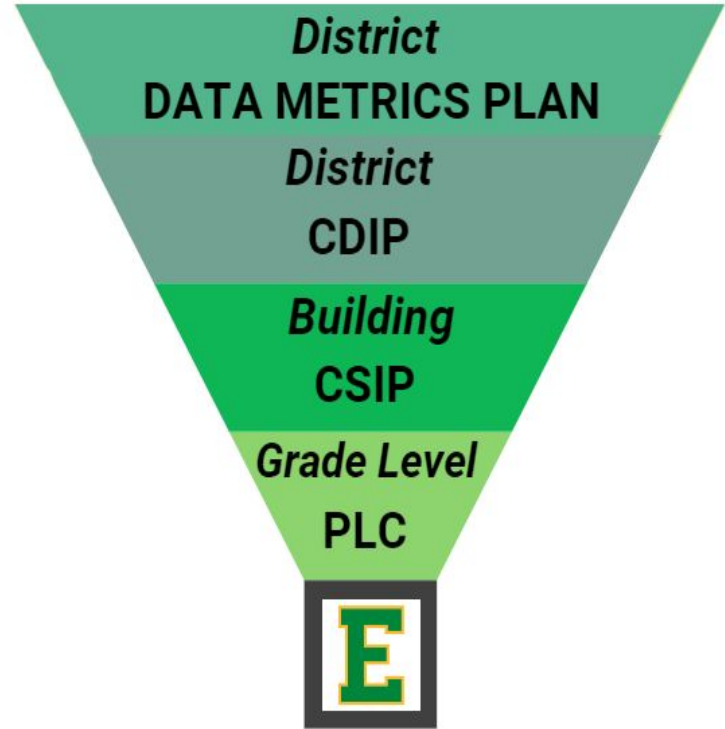 District
DATA METRICS PLAN
District
CDIP
Building
CSIP
Grade Level
PLC
E